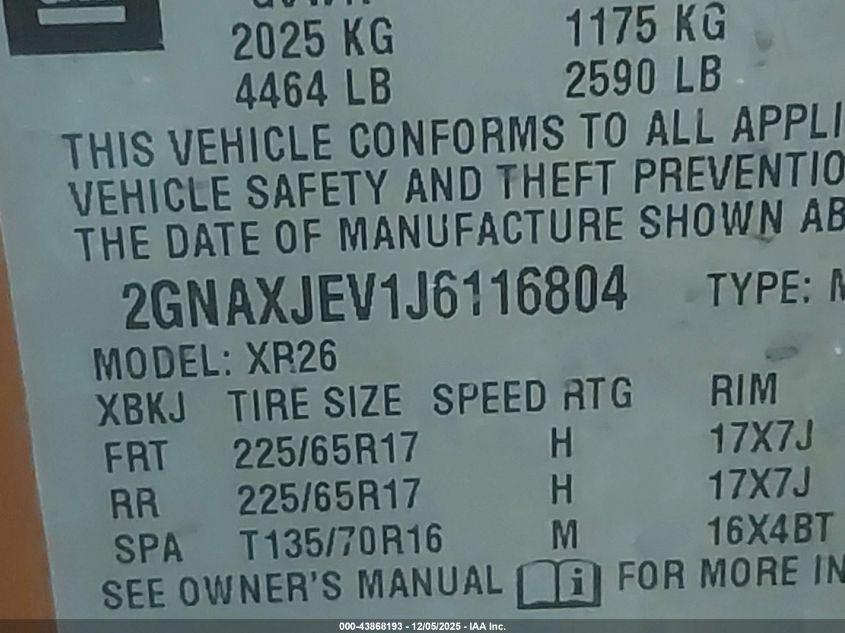 2025 KG 1175 KG
4464 LB 2590 LB
THIS VEHICLE CONFORMS TO ALL APPLI
VEHICLE SAFETY AND THEFT PREVENTIO
THE DATE OF MANUFACTURE SHOWN AB
2GNAXJEV1J6116804 TYPE: M
MODEL: XR26
XBKJ TIRE SIZE SPEED RTG RIM
FRT 225/65R17 H 17X7J
RR 225/65R17 H 17X7J
SPA T135/70R16 M 16X4BT
SEE OWNER'S MANUAL i FOR MORE IN
000-43868193 - 12/05/2025 - IAA Inc.